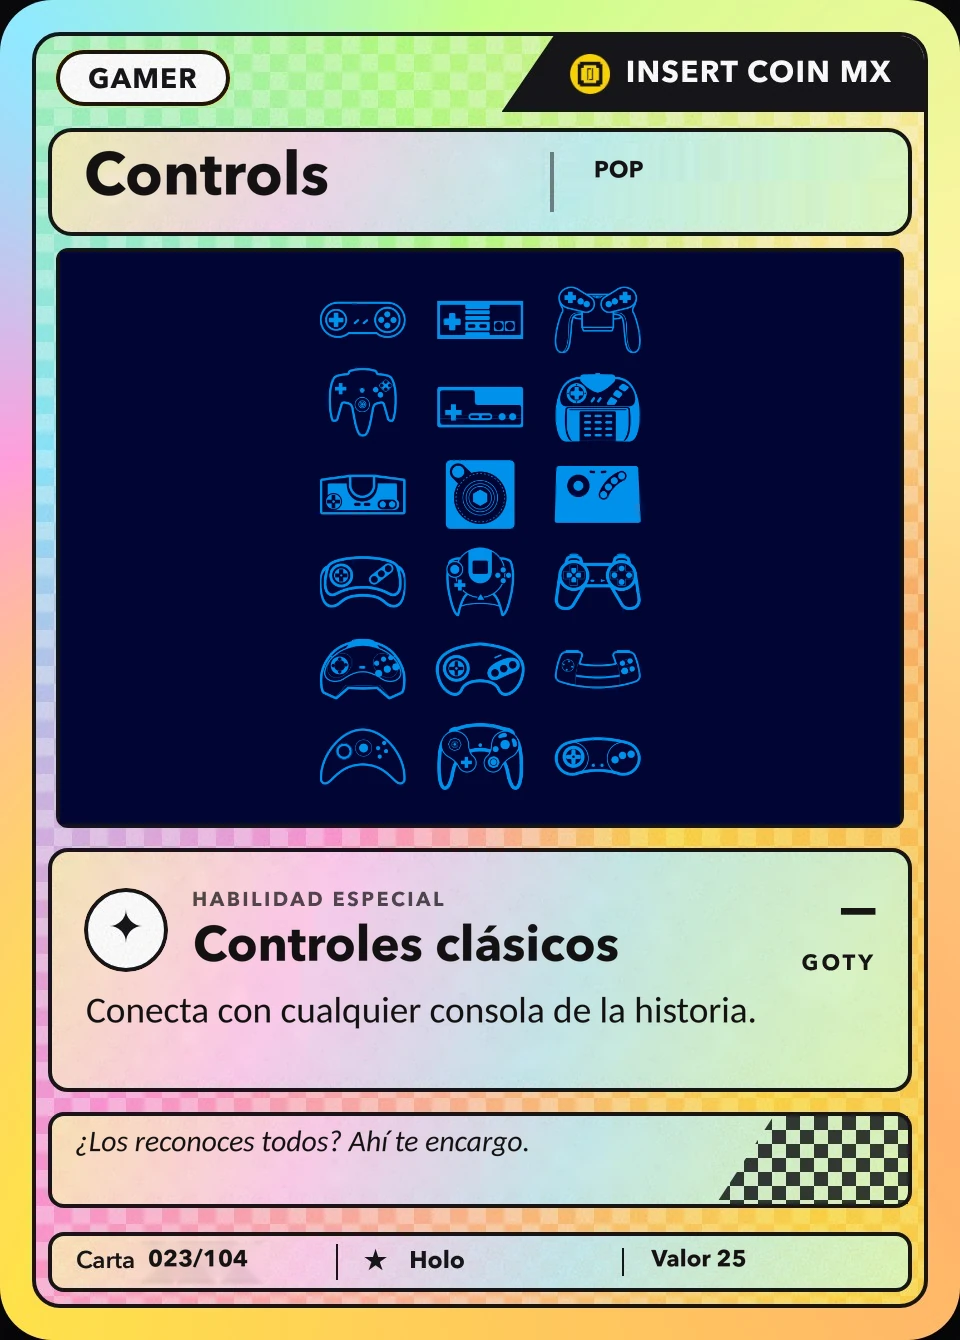 GAMER
INSERT COIN MX
Controls
POP
HABILIDAD ESPECIAL
Controles clásicos
—
GOTY
Conecta con cualquier consola de la historia.
¿Los reconoces todos? Ahí te encargo.
Carta 023/104 ★ Holo Valor 25